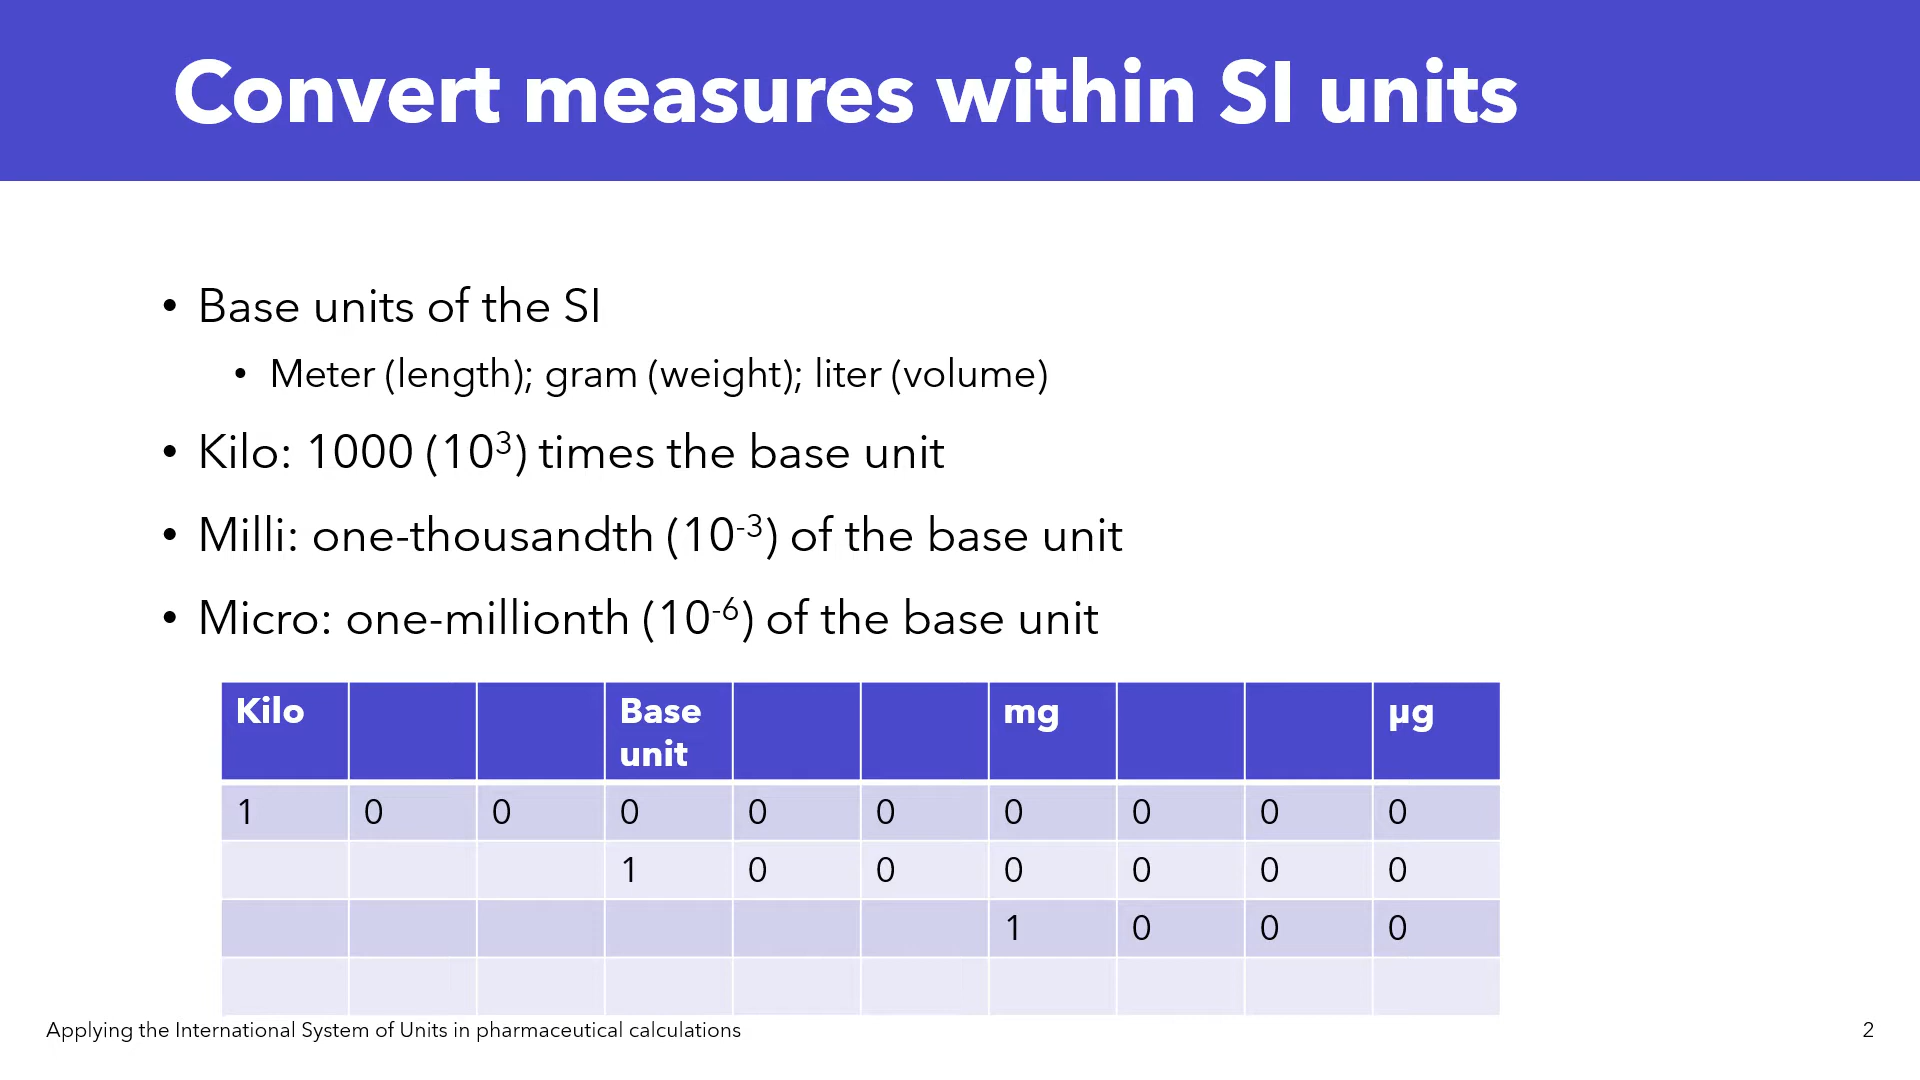 Convert measures within SI units
• Base units of the SI
• Meter (length); gram (weight); liter (volume)
• Kilo: 1000 (10³) times the base unit
• Milli: one-thousandth (10⁻³) of the base unit
• Micro: one-millionth (10⁻⁶) of the base unit
Kilo Base unit mg µg
1 0 0 0 0 0 0 0 0 0
1 0 0 0 0 0 0
1 0 0 0
Applying the International System of Units in pharmaceutical calculations 2